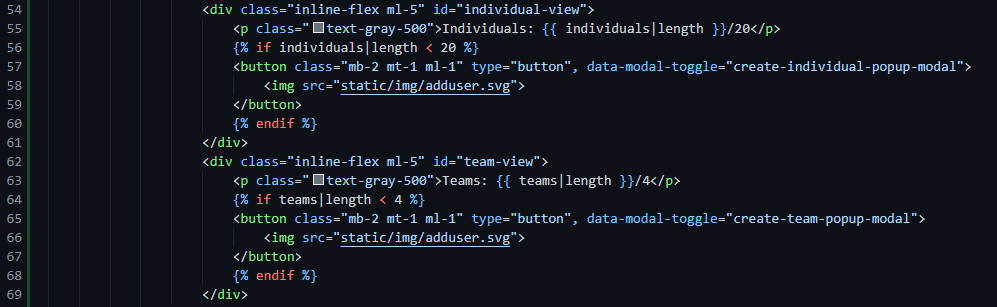 54 <div class="inline-flex ml-5" id="individual-view">
55 <p class="text-gray-500">Individuals: {{ individuals|length }}/20</p>
56 {% if individuals|length < 20 %}
57 <button class="mb-2 mt-1 ml-1" type="button", data-modal-toggle="create-individual-popup-modal">
58 <img src="static/img/adduser.svg">
59 </button>
60 {% endif %}
61 </div>
62 <div class="inline-flex ml-5" id="team-view">
63 <p class="text-gray-500">Teams: {{ teams|length }}/4</p>
64 {% if teams|length < 4 %}
65 <button class="mb-2 mt-1 ml-1" type="button", data-modal-toggle="create-team-popup-modal">
66 <img src="static/img/adduser.svg">
67 </button>
68 {% endif %}
69 </div>